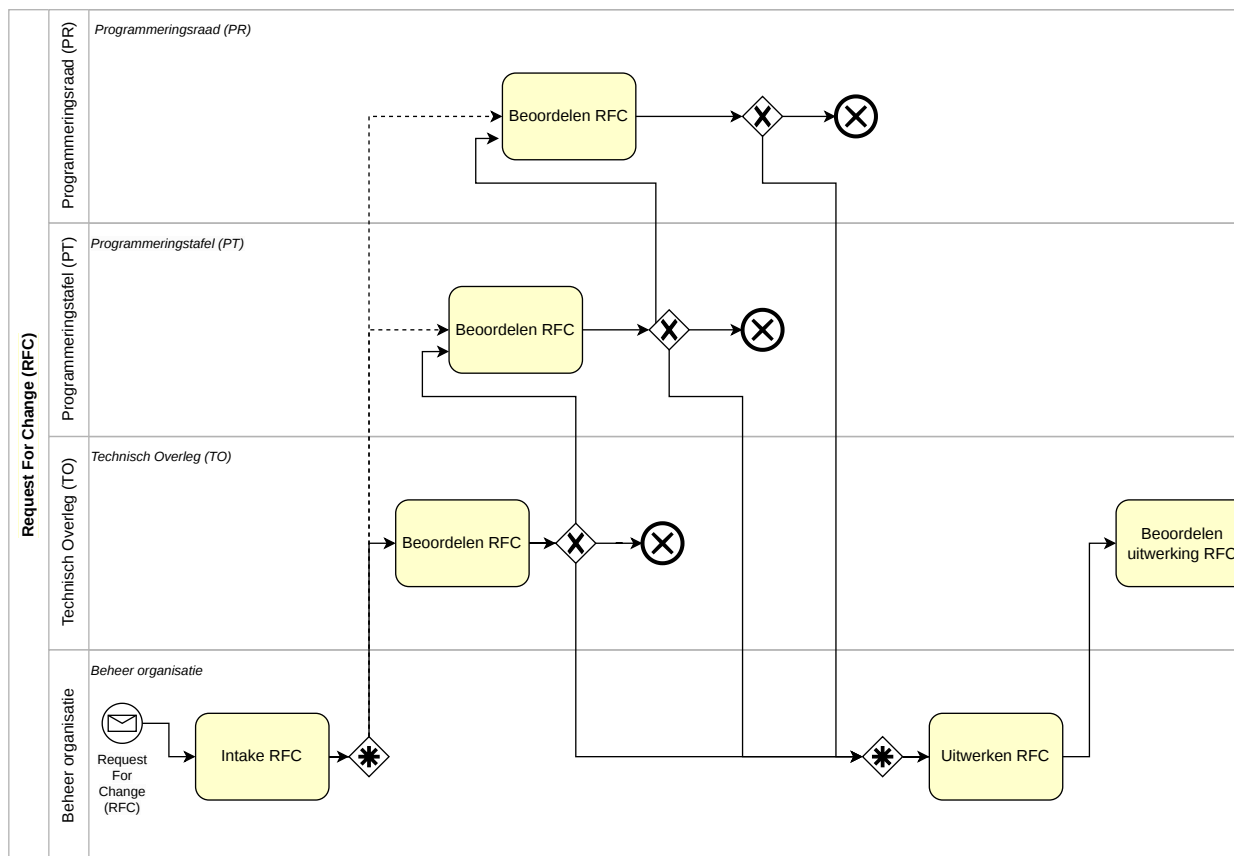 Request For Change (RFC)
Programmeringsraad (PR)
Programmeringsraad (PR)
Beoordelen RFC
Programmeringstafel (PT)
Programmeringstafel (PT)
Beoordelen RFC
Technisch Overleg (TO)
Technisch Overleg (TO)
Beoordelen RFC
Beoordelen
uitwerking RFC
Beheer organisatie
Beheer organisatie
Request
For
Change
(RFC)
Intake RFC
Uitwerken RFC